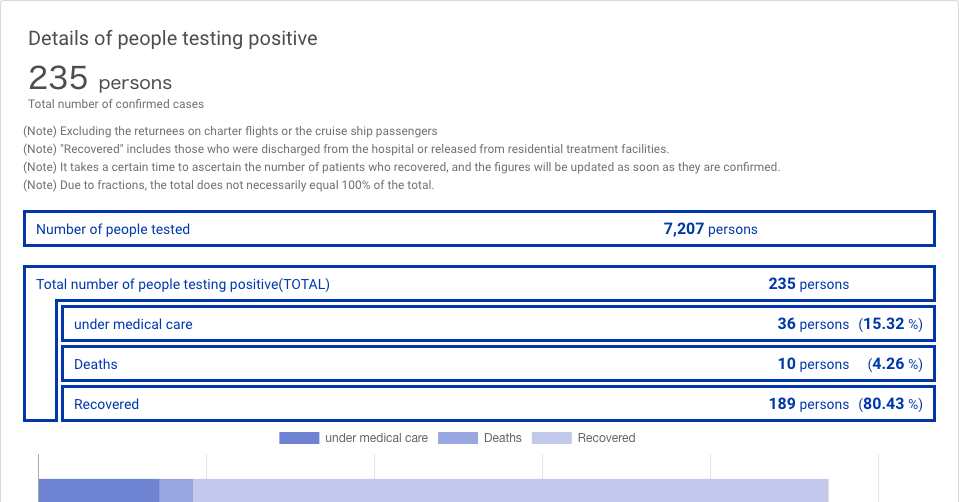 Details of people testing positive
235 persons
Total number of confirmed cases
(Note) Excluding the returnees on charter flights or the cruise ship passengers
(Note) "Recovered" includes those who were discharged from the hospital or released from residential treatment facilities.
(Note) It takes a certain time to ascertain the number of patients who recovered, and the figures will be updated as soon as they are confirmed.
(Note) Due to fractions, the total does not necessarily equal 100% of the total.
Number of people tested 7,207 persons
Total number of people testing positive(TOTAL) 235 persons
under medical care 36 persons (15.32 %)
Deaths 10 persons (4.26 %)
Recovered 189 persons (80.43 %)
under medical care Deaths Recovered